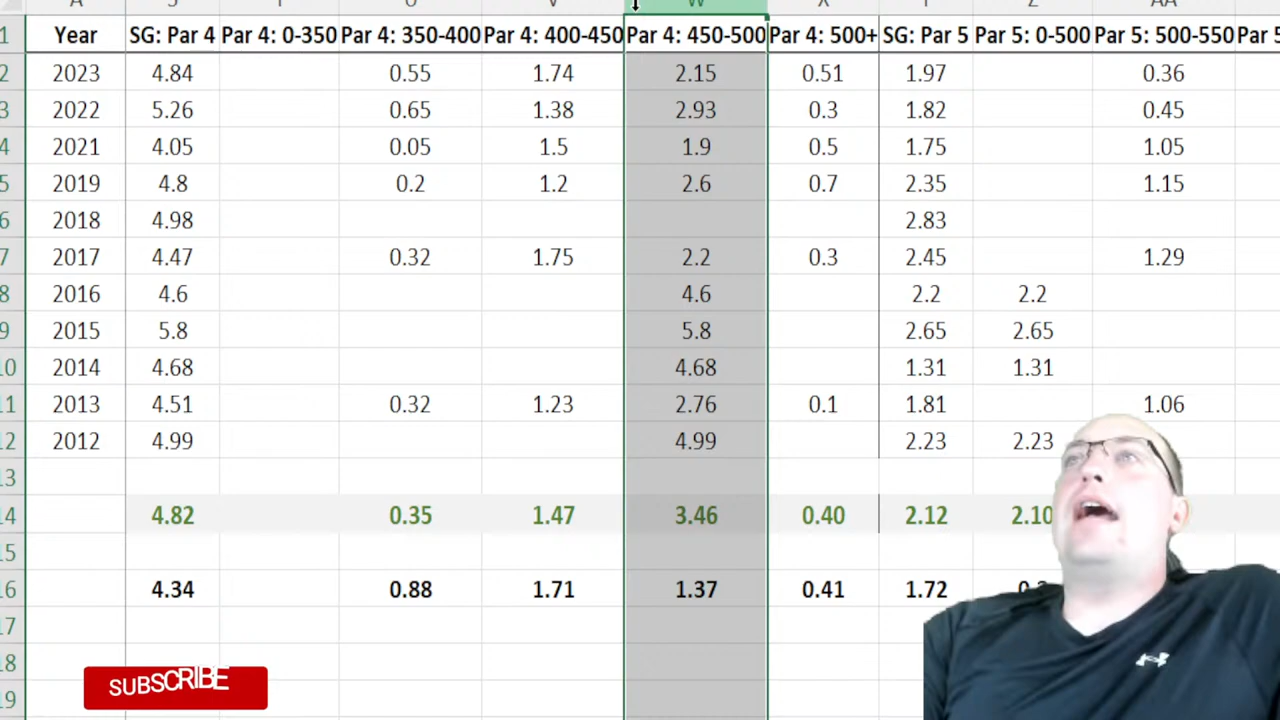 S T U V W X Y Z AA
1 Year SG: Par 4 Par 4: 0-350 Par 4: 350-400 Par 4: 400-450 Par 4: 450-500 Par 4: 500+ SG: Par 5 Par 5: 0-500 Par 5: 500-550 Par 5
2 2023 4.84 0.55 1.74 2.15 0.51 1.97 0.36
3 2022 5.26 0.65 1.38 2.93 0.3 1.82 0.45
4 2021 4.05 0.05 1.5 1.9 0.5 1.75 1.05
5 2019 4.8 0.2 1.2 2.6 0.7 2.35 1.15
6 2018 4.98 2.83
7 2017 4.47 0.32 1.75 2.2 0.3 2.45 1.29
8 2016 4.6 4.6 2.2 2.2
9 2015 5.8 5.8 2.65 2.65
10 2014 4.68 4.68 1.31 1.31
11 2013 4.51 0.32 1.23 2.76 0.1 1.81 1.06
12 2012 4.99 4.99 2.23 2.23
13
14 4.82 0.35 1.47 3.46 0.40 2.12 2.10
15
16 4.34 0.88 1.71 1.37 0.41 1.72
17
18
19
SUBSCRIBE